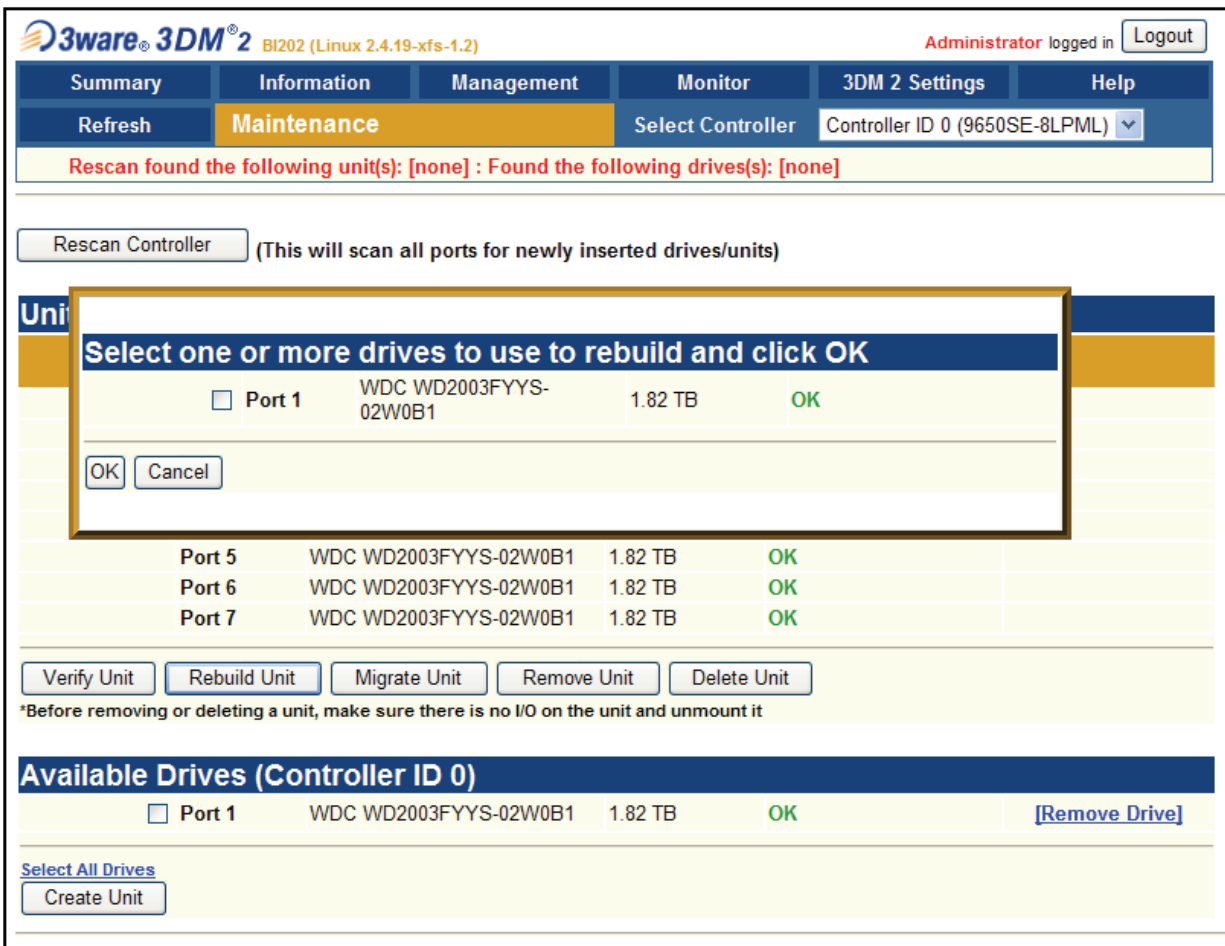 3ware® 3DM®2 BI202 (Linux 2.4.19-xfs-1.2) Administrator logged in Logout
Summary Information Management Monitor 3DM 2 Settings Help
Refresh Maintenance Select Controller Controller ID 0 (9650SE-8LPML)
Rescan found the following unit(s): [none] : Found the following drives(s): [none]
Rescan Controller (This will scan all ports for newly inserted drives/units)
Select one or more drives to use to rebuild and click OK
Port 1 WDC WD2003FYYS- 1.82 TB OK
02W0B1
OK Cancel
Port 5 WDC WD2003FYYS-02W0B1 1.82 TB OK
Port 6 WDC WD2003FYYS-02W0B1 1.82 TB OK
Port 7 WDC WD2003FYYS-02W0B1 1.82 TB OK
Verify Unit Rebuild Unit Migrate Unit Remove Unit Delete Unit
*Before removing or deleting a unit, make sure there is no I/O on the unit and unmount it
Available Drives (Controller ID 0)
Port 1 WDC WD2003FYYS-02W0B1 1.82 TB OK [Remove Drive]
Select All Drives
Create Unit